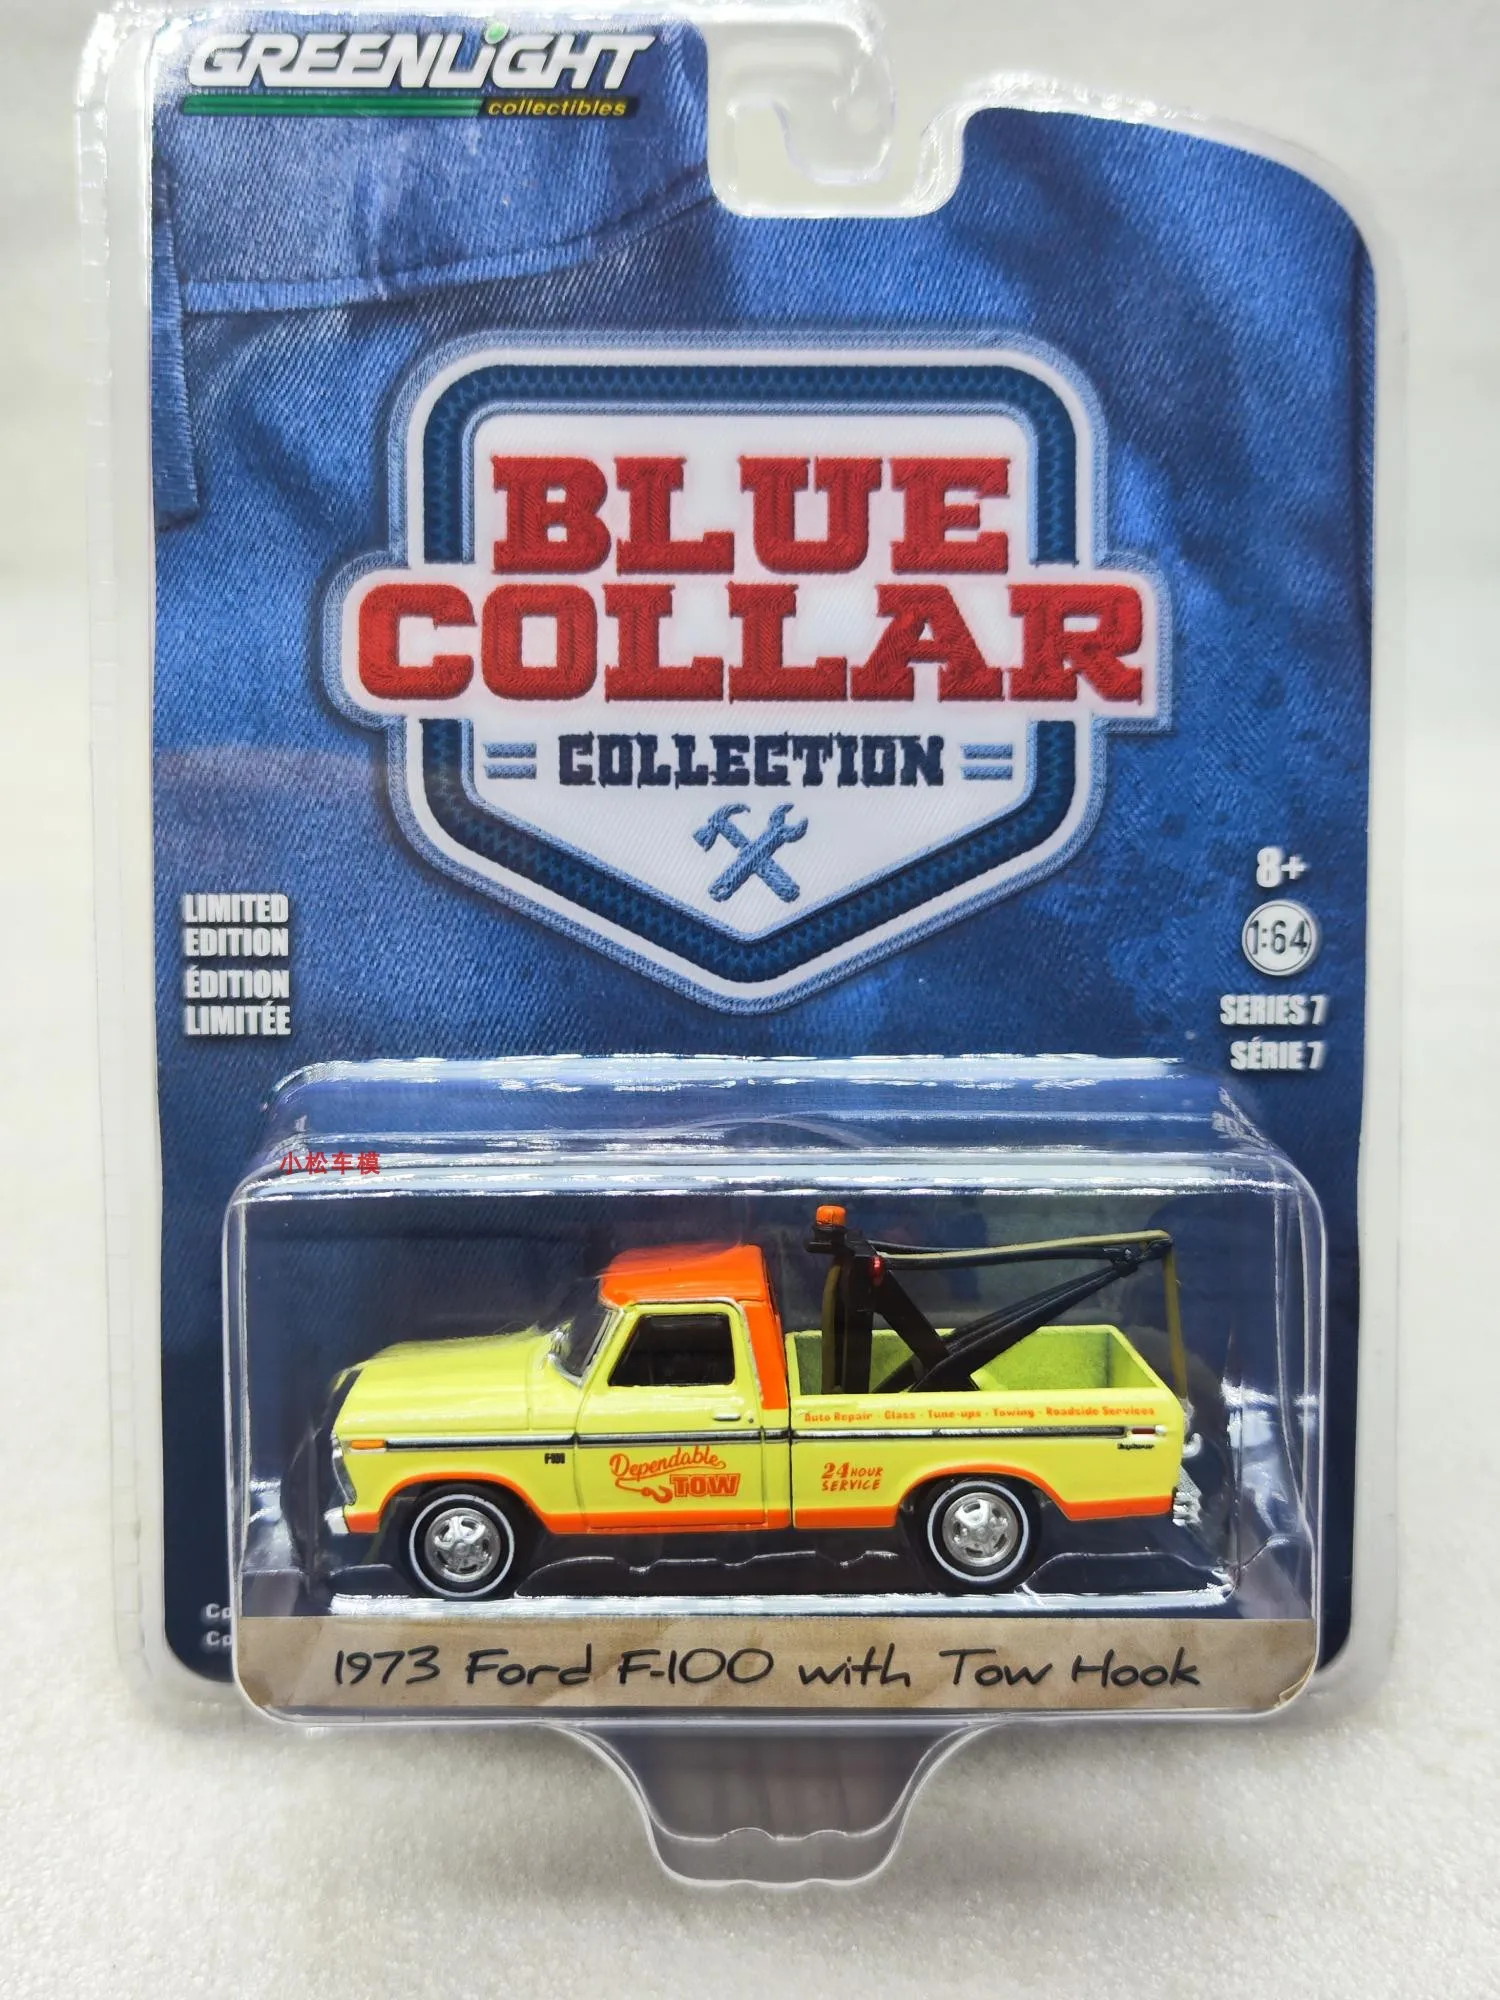 GREENLiGHT
collectibles
BLUE
COLLAR
COLLECTION
8+
1:64
SERIES 7
SÉRIE 7
LIMITED
EDITION
ÉDITION
LIMITÉE
小松车模
Auto Repair · Glass · Tune-ups · Towing · Roadside Services
Explorer
F100
Dependable
TOW
24 HOUR
SERVICE
1973 Ford F-100 with Tow Hook